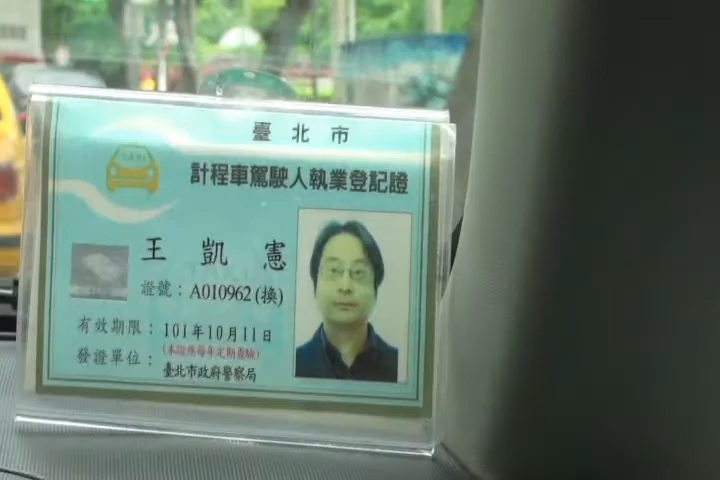 臺北市
TAXI
計程車駕駛人執業登記證
王凱憲
證號：A010962(換)
有效期限：101年10月11日
(本證應每年定期查驗)
發證單位：臺北市政府警察局